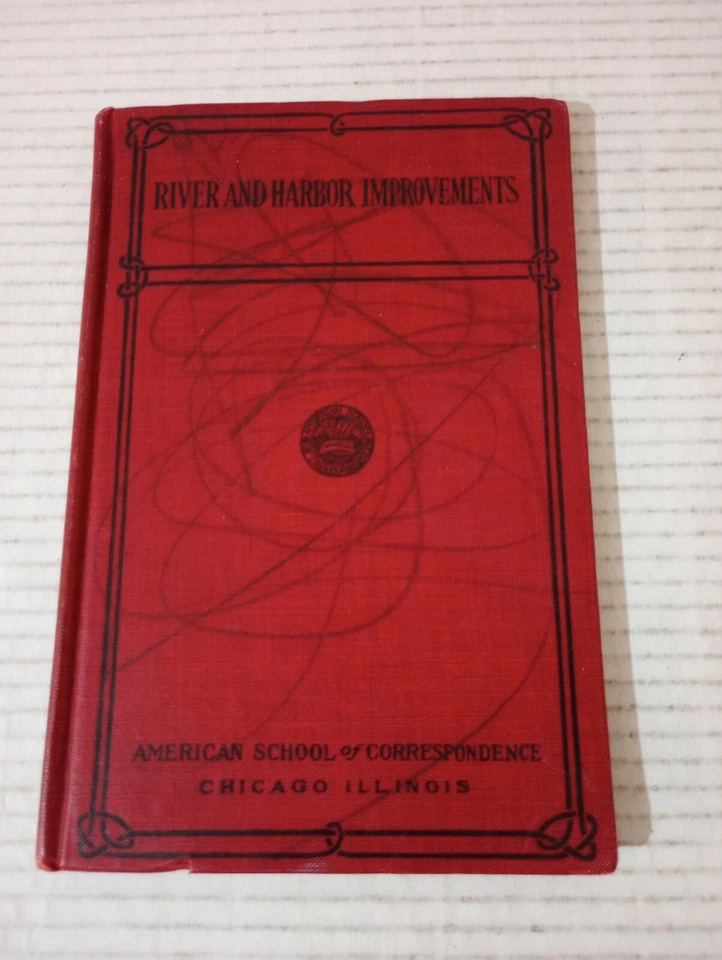 RIVER AND HARBOR IMPROVEMENTS
AMERICAN SCHOOL of CORRESPONDENCE
CHICAGO ILLINOIS